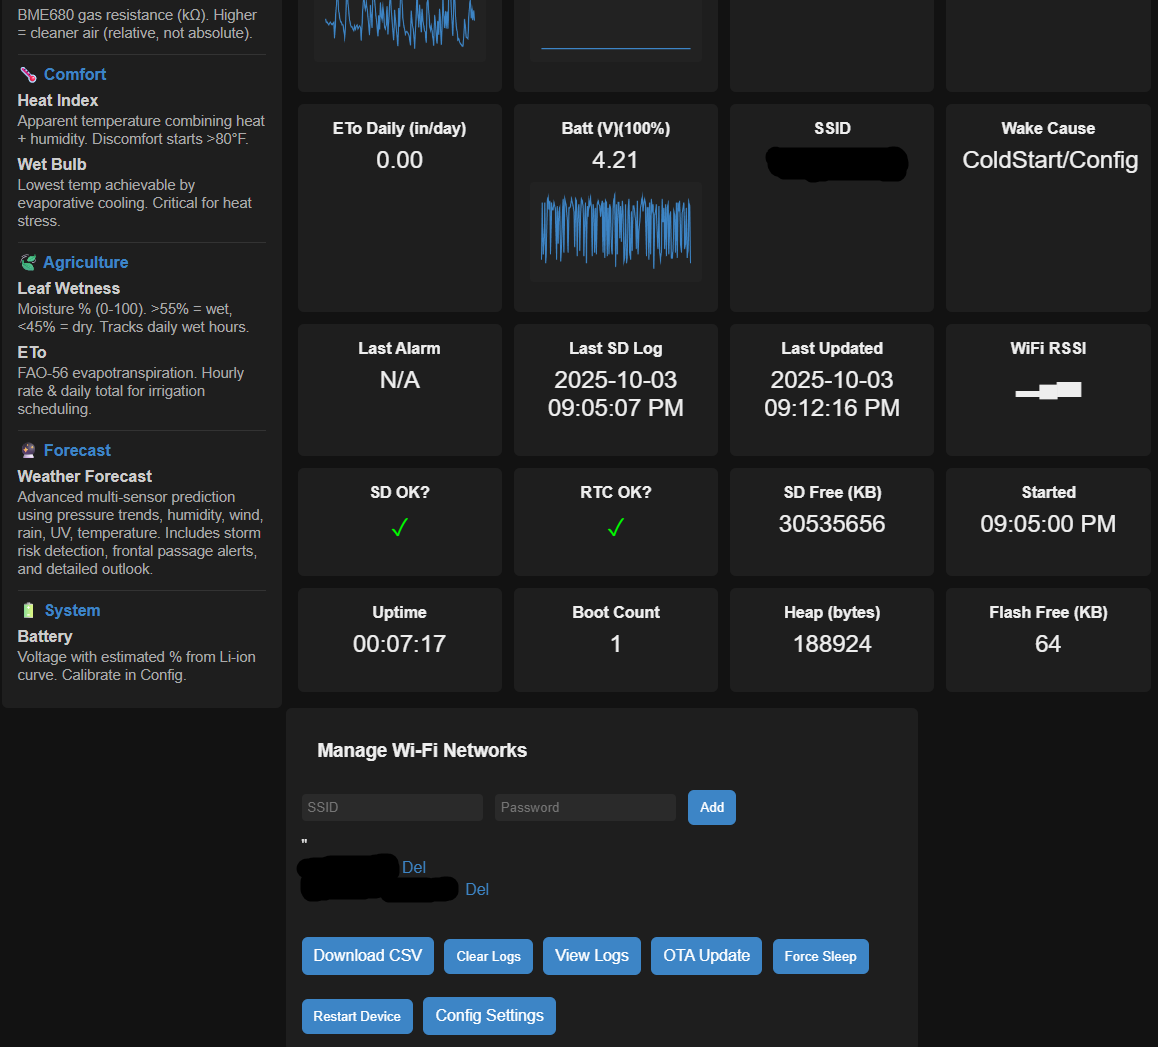 BME680 gas resistance (kΩ). Higher
= cleaner air (relative, not absolute).
Comfort
Heat Index
Apparent temperature combining heat
+ humidity. Discomfort starts >80°F.
Wet Bulb
Lowest temp achievable by
evaporative cooling. Critical for heat
stress.
Agriculture
Leaf Wetness
Moisture % (0-100). >55% = wet,
<45% = dry. Tracks daily wet hours.
ETo
FAO-56 evapotranspiration. Hourly
rate & daily total for irrigation
scheduling.
Forecast
Weather Forecast
Advanced multi-sensor prediction
using pressure trends, humidity, wind,
rain, UV, temperature. Includes storm
risk detection, frontal passage alerts,
and detailed outlook.
System
Battery
Voltage with estimated % from Li-ion
curve. Calibrate in Config.
ETo Daily (in/day)
0.00
Batt (V)(100%)
4.21
SSID
Wake Cause
ColdStart/Config
Last Alarm
N/A
Last SD Log
2025-10-03
09:05:07 PM
Last Updated
2025-10-03
09:12:16 PM
WiFi RSSI
▂▄▆
SD OK?
✓
RTC OK?
✓
SD Free (KB)
30535656
Started
09:05:00 PM
Uptime
00:07:17
Boot Count
1
Heap (bytes)
188924
Flash Free (KB)
64
Manage Wi-Fi Networks
SSID Password Add
"
Del
Del
Download CSV Clear Logs View Logs OTA Update Force Sleep
Restart Device Config Settings